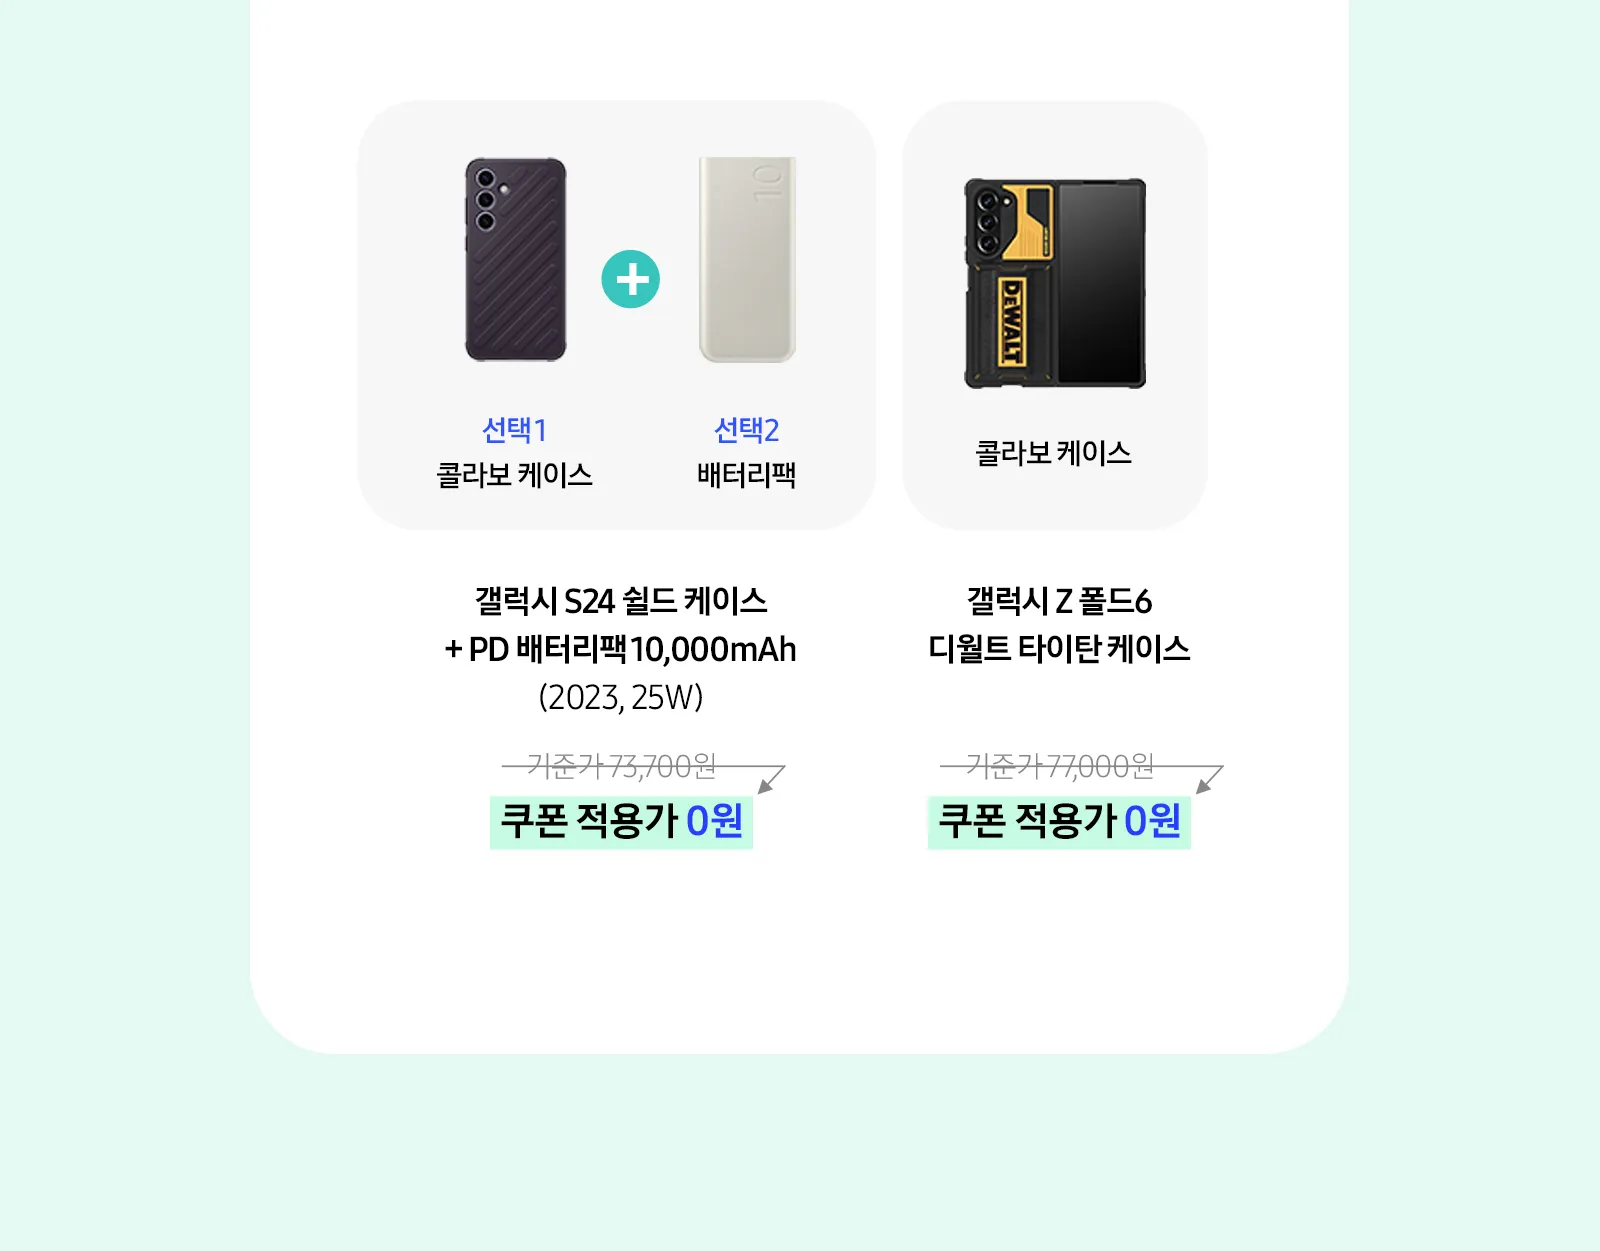 10
DEWALT
선택1
콜라보 케이스
선택2
배터리팩
콜라보 케이스
갤럭시 S24 쉴드 케이스
+ PD 배터리팩 10,000mAh
(2023, 25W)
기준가 73,700원
쿠폰 적용가 0원
갤럭시 Z 폴드6
디월트 타이탄 케이스
기준가 77,000원
쿠폰 적용가 0원